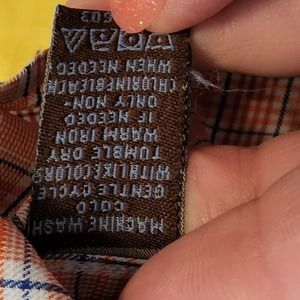 MACHINE WASH
COLD
GENTLE CYCLE
WITH LIKE COLORS
TUMBLE DRY
WARM IRON
IF NEEDED
ONLY NON-
CHLORINE BLEACH
WHEN NEEDED